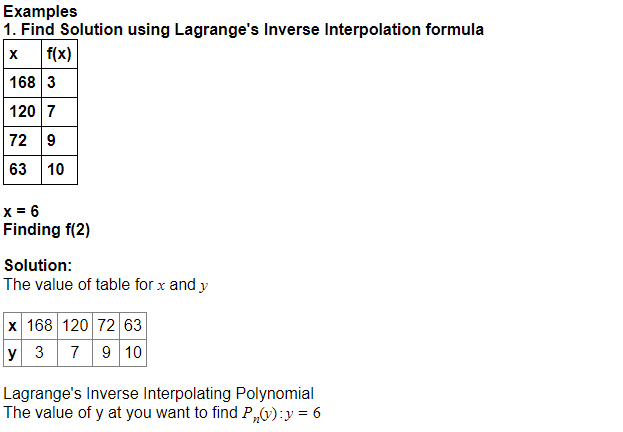 Examples
1. Find Solution using Lagrange's Inverse Interpolation formula
x f(x)
168 3
120 7
72 9
63 10
x = 6
Finding f(2)
Solution:
The value of table for x and y
x 168 120 72 63
y 3 7 9 10
Lagrange's Inverse Interpolating Polynomial
The value of y at you want to find Pₙ(y) : y = 6